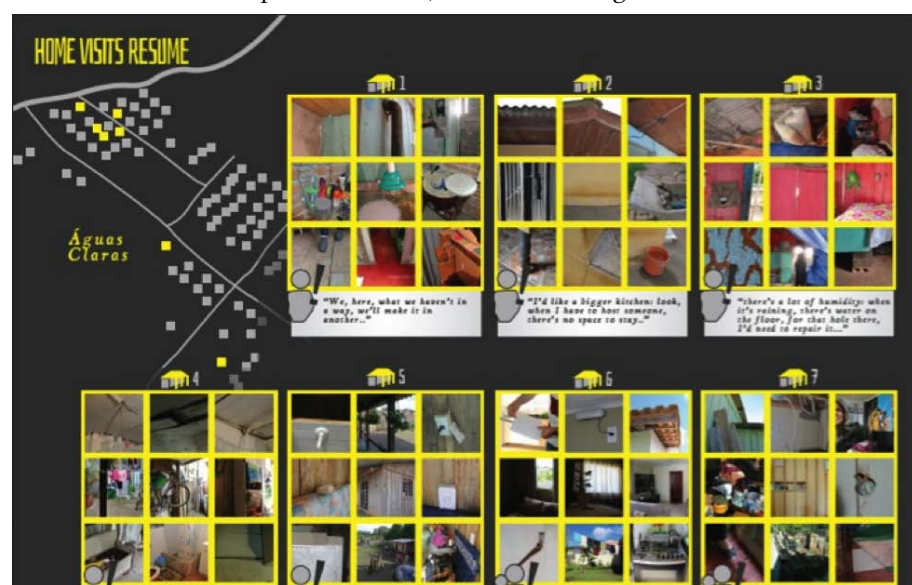 HOME VISITS RESUME
Águas
Claras
1
2
3
"We, here, what we haven't in
a way, we'll make it in
another.."
"I'd like a bigger kitchen: look,
when I have to host someone,
there's no space to stay.."
"there's a lot of humidity: when
it's raining, there's water on
the floor, for that hole there,
I'd need to repair it..."
4
5
6
7